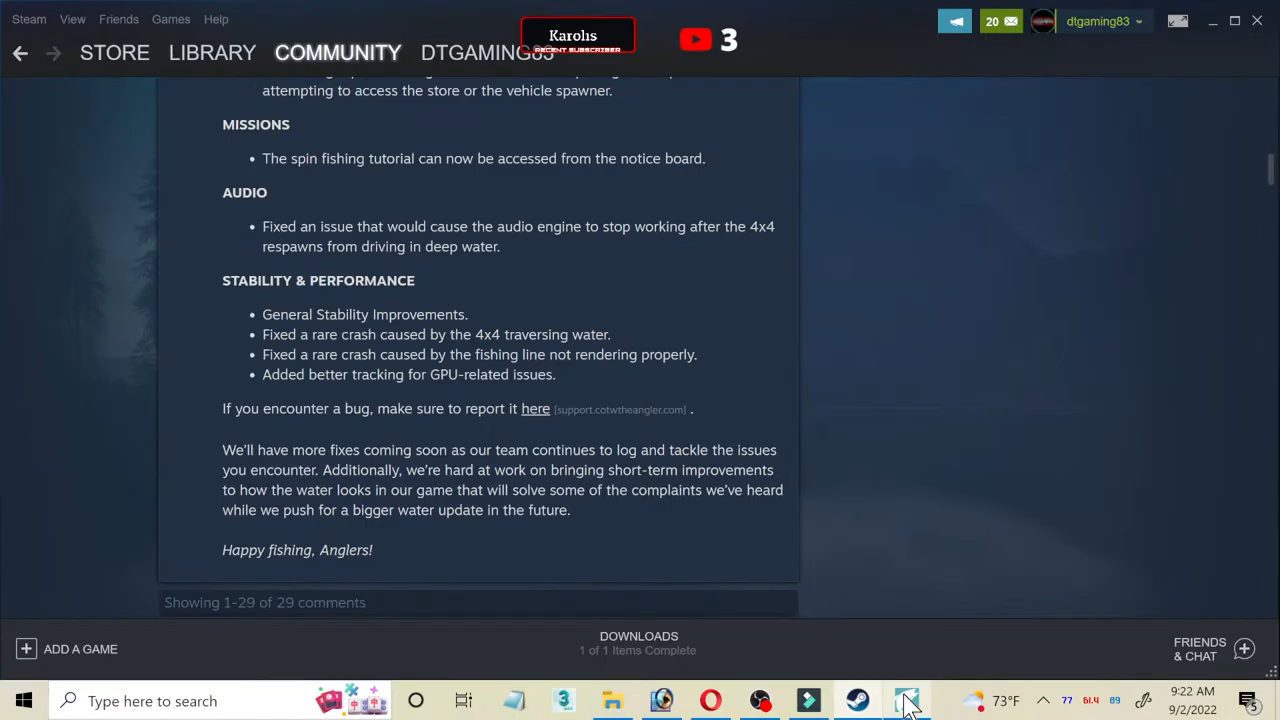 Steam View Friends Games Help
Karolis
RECENT SUBSCRIBER
3
20
dtgaming83
STORE LIBRARY COMMUNITY DTGAMING83
attempting to access the store or the vehicle spawner.
MISSIONS
• The spin fishing tutorial can now be accessed from the notice board.
AUDIO
• Fixed an issue that would cause the audio engine to stop working after the 4x4
respawns from driving in deep water.
STABILITY & PERFORMANCE
• General Stability Improvements.
• Fixed a rare crash caused by the 4x4 traversing water.
• Fixed a rare crash caused by the fishing line not rendering properly.
• Added better tracking for GPU-related issues.
If you encounter a bug, make sure to report it here [support.cotwtheangler.com] .
We'll have more fixes coming soon as our team continues to log and tackle the issues
you encounter. Additionally, we're hard at work on bringing short-term improvements
to how the water looks in our game that will solve some of the complaints we've heard
while we push for a bigger water update in the future.
Happy fishing, Anglers!
Showing 1-29 of 29 comments
ADD A GAME
DOWNLOADS
1 of 1 Items Complete
FRIENDS
& CHAT
Type here to search
73°F
77 61.4 89
9:22 AM
9/2/2022
5